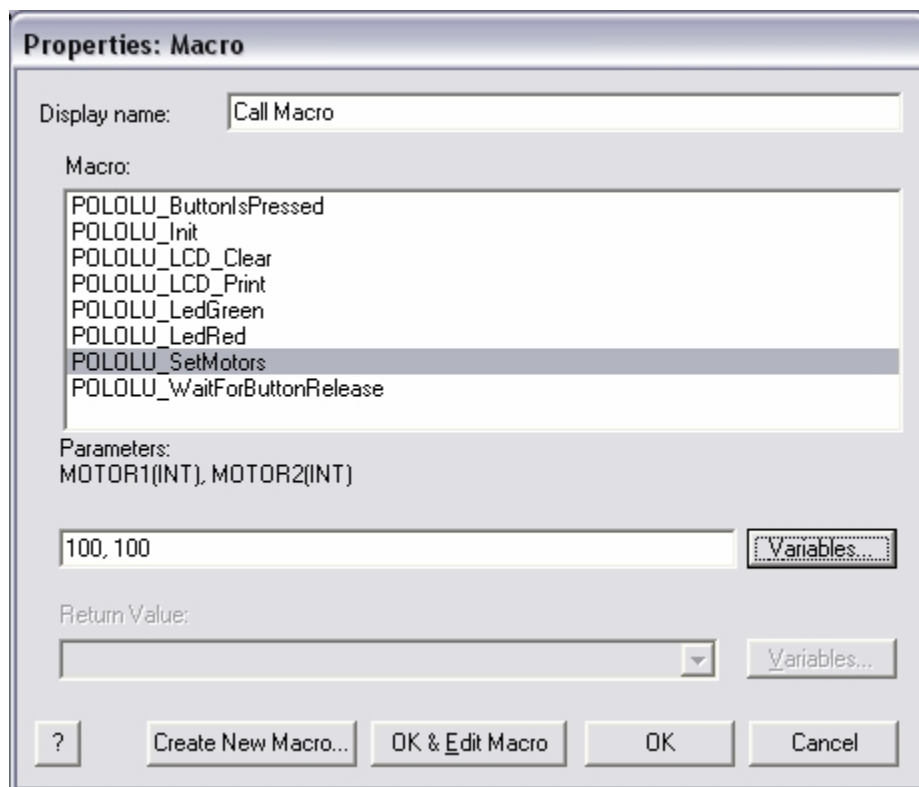 Properties: Macro
Display name: Call Macro
Macro:
POLOLU_ButtonIsPressed
POLOLU_Init
POLOLU_LCD_Clear
POLOLU_LCD_Print
POLOLU_LedGreen
POLOLU_LedRed
POLOLU_SetMotors
POLOLU_WaitForButtonRelease
Parameters:
MOTOR1(INT), MOTOR2(INT)
100, 100 Variables...
Return Value:
Variables...
? Create New Macro... OK & Edit Macro OK Cancel